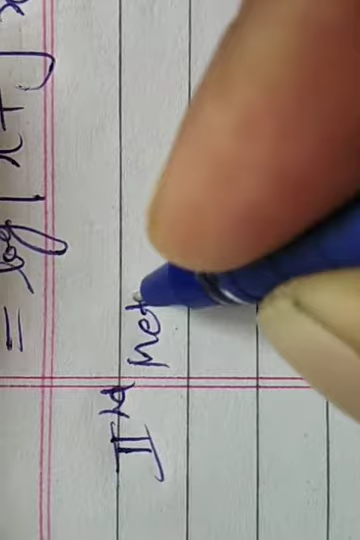 = log|x+√x
IInd Met